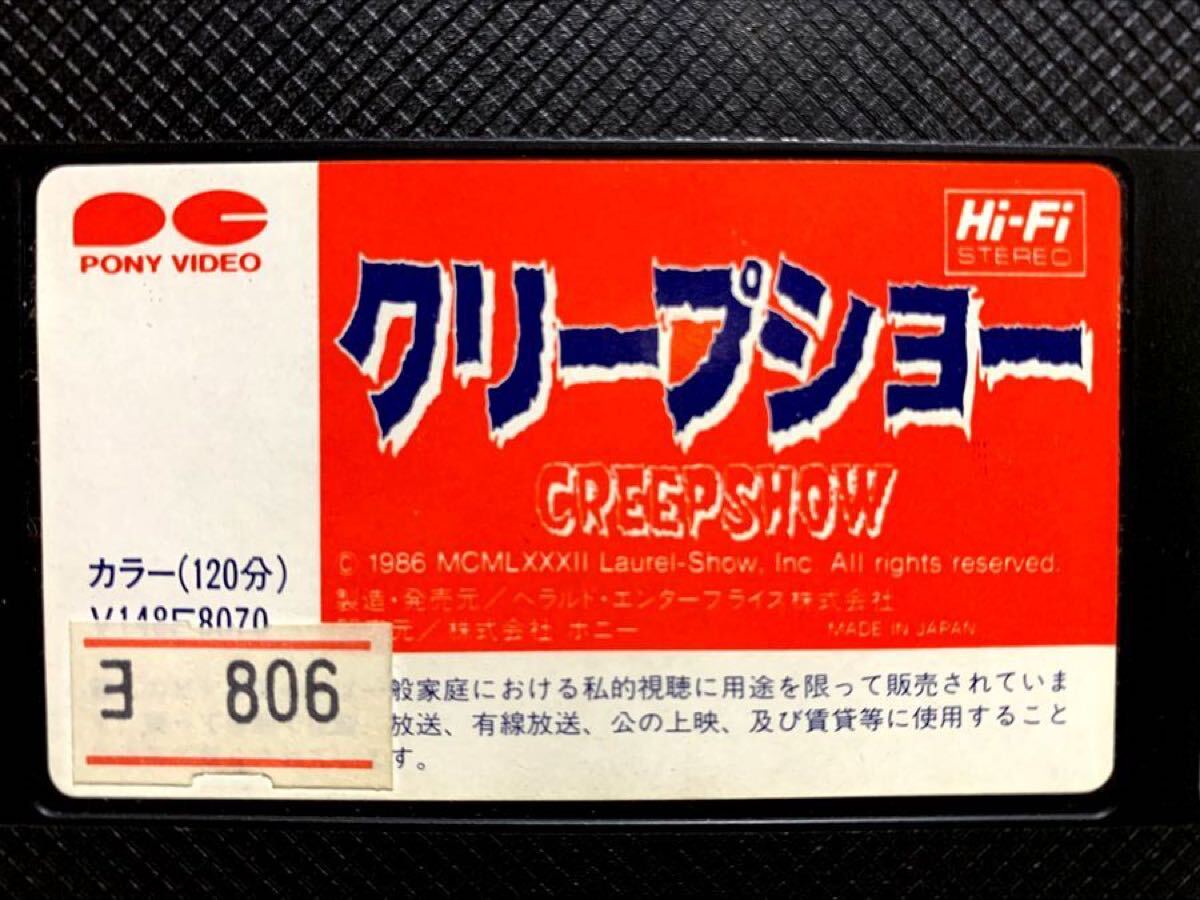 PONY VIDEO
Hi-Fi
STEREO
クリープショー
CREEPSHOW
© 1986 MCMLXXXII Laurel-Show, Inc All rights reserved.
製造・発売元/ヘラルド・エンタープライズ株式会社
元/株式会社 ポニー
MADE IN JAPAN
カラー(120分)
V148F8070
ヨ 806
般家庭における私的視聴に用途を限って販売されていま
放送、有線放送、公の上映、及び賃貸等に使用すること
す。